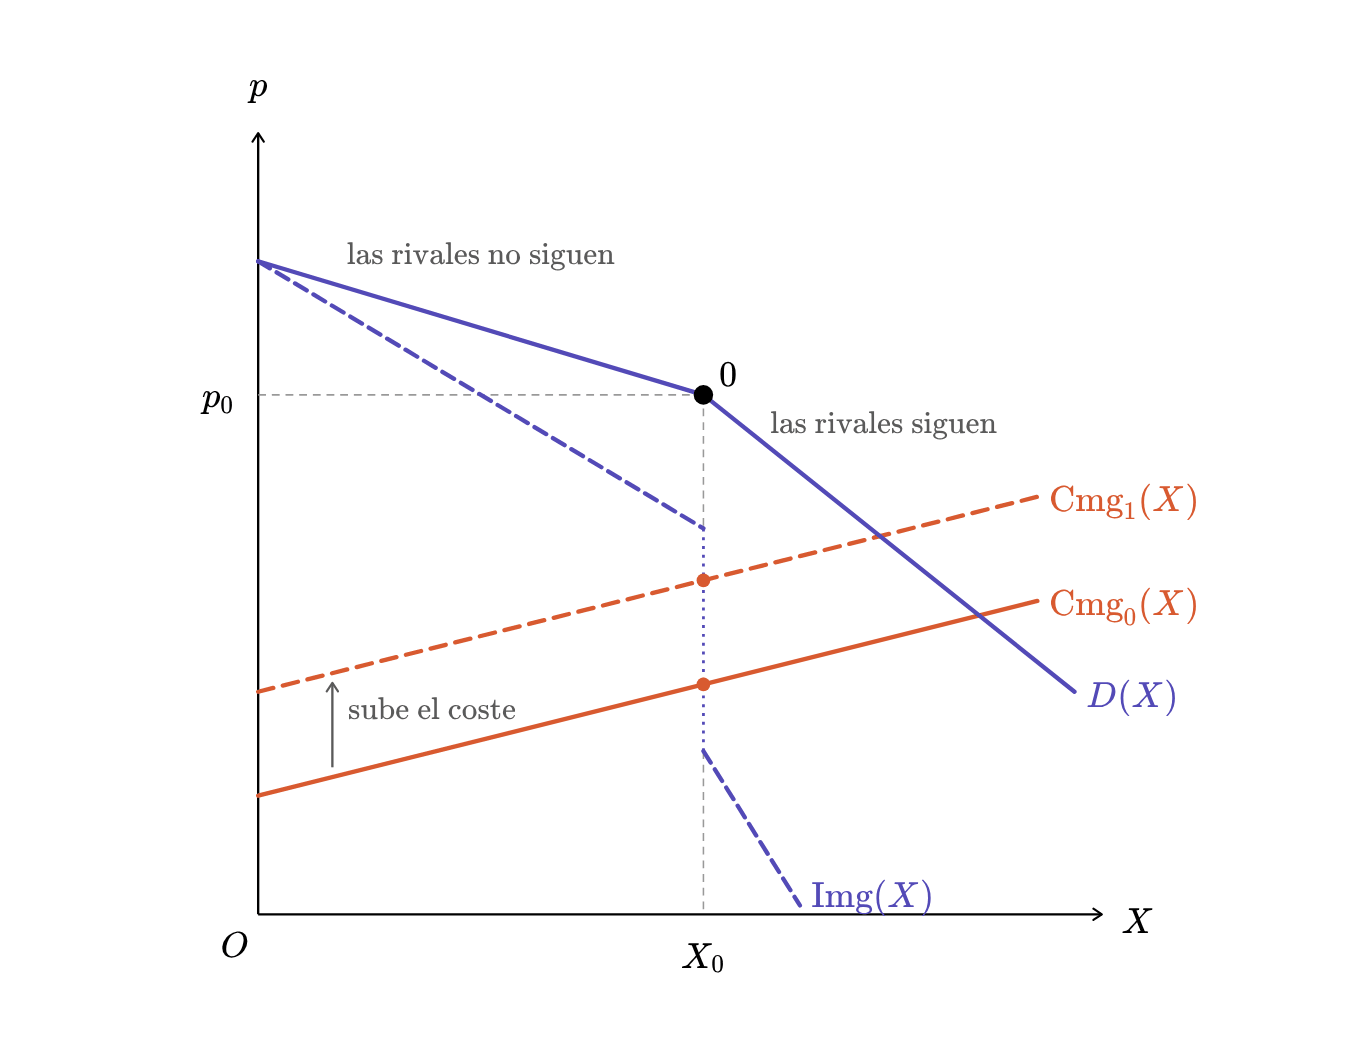 p
las rivales no siguen
0
p₀
las rivales siguen
Cmg₁(X)
Cmg₀(X)
D(X)
sube el coste
Img(X)
X
O
X₀